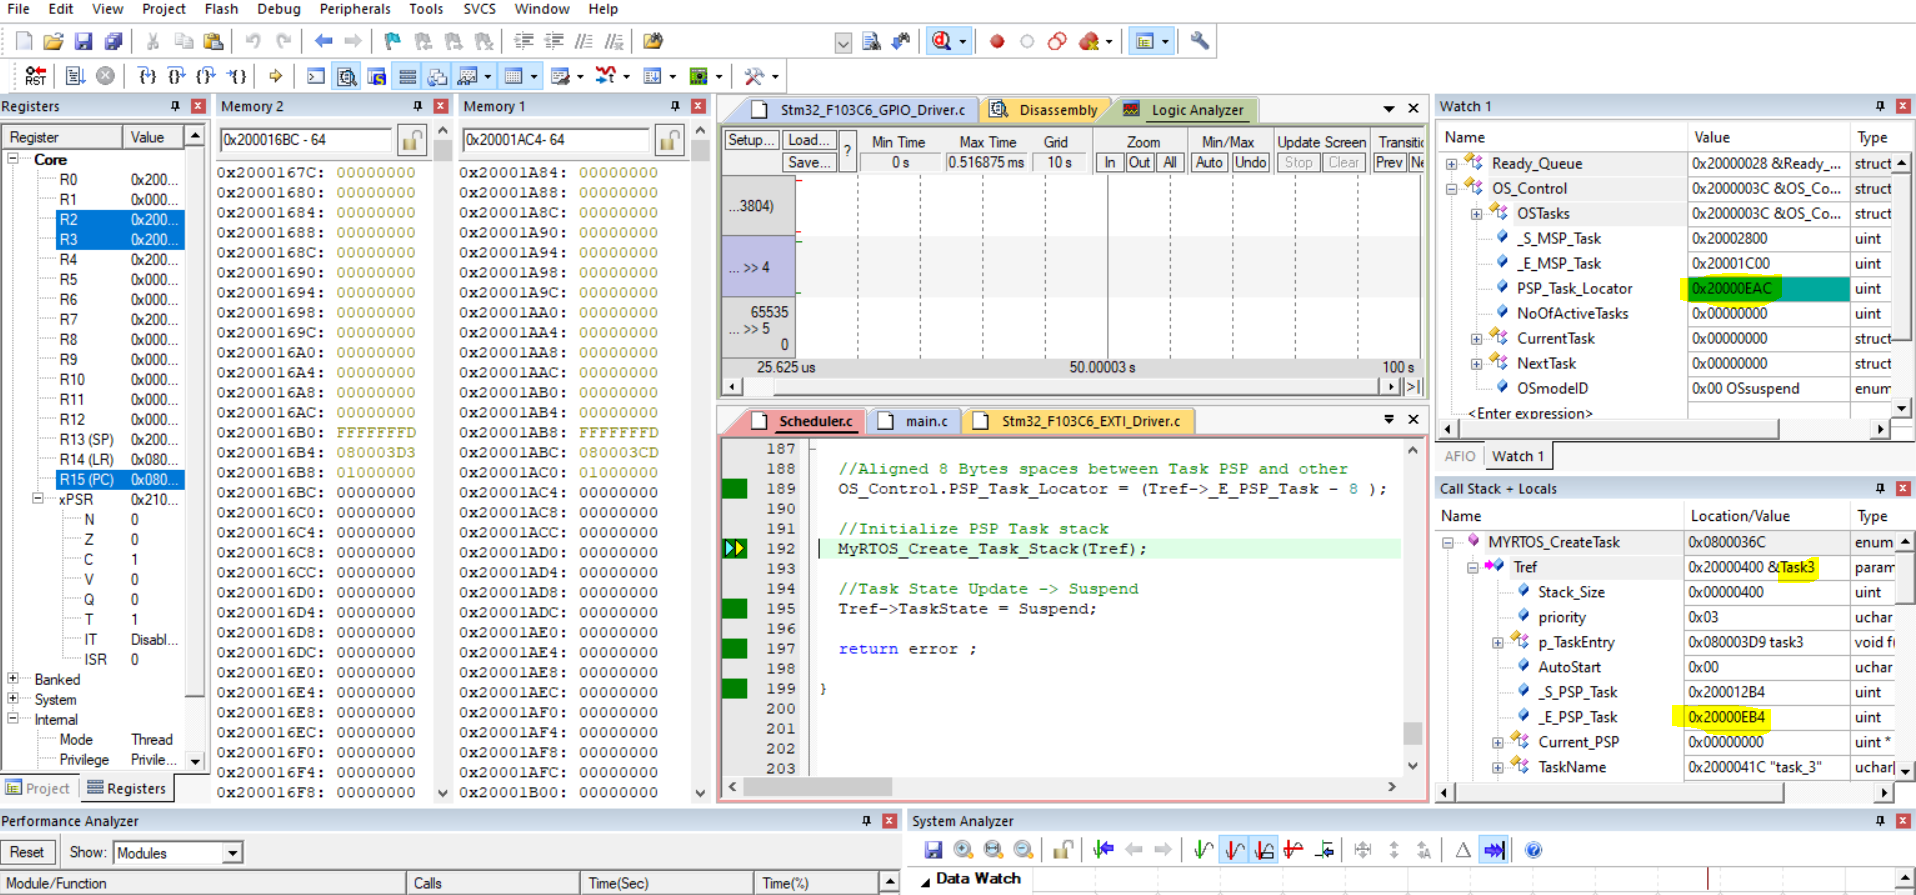 File Edit View Project Flash Debug Peripherals Tools SVCS Window Help
RST
Registers
Register Value
Core
R0 0x200...
R1 0x000...
R2 0x200...
R3 0x200...
R4 0x200...
R5 0x000...
R6 0x000...
R7 0x200...
R8 0x000...
R9 0x000...
R10 0x000...
R11 0x000...
R12 0x000...
R13 (SP) 0x200...
R14 (LR) 0x080...
R15 (PC) 0x080...
xPSR 0x210...
N 0
Z 0
C 1
V 0
Q 0
T 1
IT Disabl...
ISR 0
Banked
System
Internal
Mode Thread
Privilege Privile...
Project Registers
Memory 2
0x200016BC - 64
0x2000167C: 00000000
0x20001680: 00000000
0x20001684: 00000000
0x20001688: 00000000
0x2000168C: 00000000
0x20001690: 00000000
0x20001694: 00000000
0x20001698: 00000000
0x2000169C: 00000000
0x200016A0: 00000000
0x200016A4: 00000000
0x200016A8: 00000000
0x200016AC: 00000000
0x200016B0: FFFFFFFD
0x200016B4: 080003D3
0x200016B8: 01000000
0x200016BC: 00000000
0x200016C0: 00000000
0x200016C4: 00000000
0x200016C8: 00000000
0x200016CC: 00000000
0x200016D0: 00000000
0x200016D4: 00000000
0x200016D8: 00000000
0x200016DC: 00000000
0x200016E0: 00000000
0x200016E4: 00000000
0x200016E8: 00000000
0x200016EC: 00000000
0x200016F0: 00000000
0x200016F4: 00000000
0x200016F8: 00000000
Memory 1
0x20001AC4- 64
0x20001A84: 00000000
0x20001A88: 00000000
0x20001A8C: 00000000
0x20001A90: 00000000
0x20001A94: 00000000
0x20001A98: 00000000
0x20001A9C: 00000000
0x20001AA0: 00000000
0x20001AA4: 00000000
0x20001AA8: 00000000
0x20001AAC: 00000000
0x20001AB0: 00000000
0x20001AB4: 00000000
0x20001AB8: FFFFFFFD
0x20001ABC: 080003CD
0x20001AC0: 01000000
0x20001AC4: 00000000
0x20001AC8: 00000000
0x20001ACC: 00000000
0x20001AD0: 00000000
0x20001AD4: 00000000
0x20001AD8: 00000000
0x20001ADC: 00000000
0x20001AE0: 00000000
0x20001AE4: 00000000
0x20001AE8: 00000000
0x20001AEC: 00000000
0x20001AF0: 00000000
0x20001AF4: 00000000
0x20001AF8: 00000000
0x20001AFC: 00000000
0x20001B00: 00000000
Stm32_F103C6_GPIO_Driver.c Disassembly Logic Analyzer
Setup... Load... ? Min Time Max Time Grid Zoom Min/Max Update Screen Transitic
Save... 0 s 0.516875 ms 10 s In Out All Auto Undo Stop Clear Prev Ne
...3804)
... >> 4
65535
... >> 5
0
25.625 us 50.00003 s 100 s
Scheduler.c main.c Stm32_F103C6_EXTI_Driver.c
187
188 //Aligned 8 Bytes spaces between Task PSP and other
189 OS_Control.PSP_Task_Locator = (Tref->_E_PSP_Task - 8 );
190
191 //Initialize PSP Task stack
192 MyRTOS_Create_Task_Stack(Tref);
193
194 //Task State Update -> Suspend
195 Tref->TaskState = Suspend;
196
197 return error ;
198
199 }
200
201
202
203
Watch 1
Name Value Type
Ready_Queue 0x20000028 &Ready_... struct
OS_Control 0x2000003C &OS_Co... struct
OSTasks 0x2000003C &OS_Co... struct
_S_MSP_Task 0x20002800 uint
_E_MSP_Task 0x20001C00 uint
PSP_Task_Locator 0x20000EAC uint
NoOfActiveTasks 0x00000000 uint
CurrentTask 0x00000000 struct
NextTask 0x00000000 struct
OSmodeID 0x00 OSsuspend enum
<Enter expression>
AFIO Watch 1
Call Stack + Locals
Name Location/Value Type
MYRTOS_CreateTask 0x0800036C enum
Tref 0x20000400 &Task3 param
Stack_Size 0x00000400 uint
priority 0x03 uchar
p_TaskEntry 0x080003D9 task3 void f
AutoStart 0x00 uchar
_S_PSP_Task 0x200012B4 uint
_E_PSP_Task 0x20000EB4 uint
Current_PSP 0x00000000 uint *
TaskName 0x2000041C "task_3" uchar[
Performance Analyzer
Reset Show: Modules
Module/Function Calls Time(Sec) Time(%)
System Analyzer
Data Watch